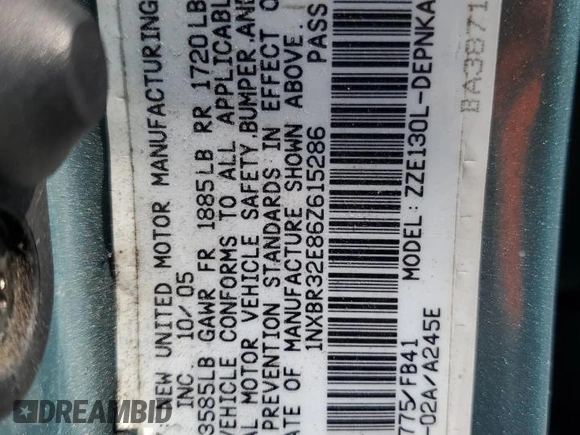 NEW UNITED MOTOR MANUFACTURING
INC. 10/05
3585LB GAWR FR 1885LB RR 1720LB
VEHICLE CONFORMS TO ALL APPLICABLE
AL MOTOR VEHICLE SAFETY, BUMPER, AND
PREVENTION STANDARDS IN EFFECT O
ATE OF MANUFACTURE SHOWN ABOVE.
1NXBR32E86Z615286 PASS
775/FB41 MODEL: ZZE130L-DEPNKA
-02A/A245E
BA3871
DREAMBID